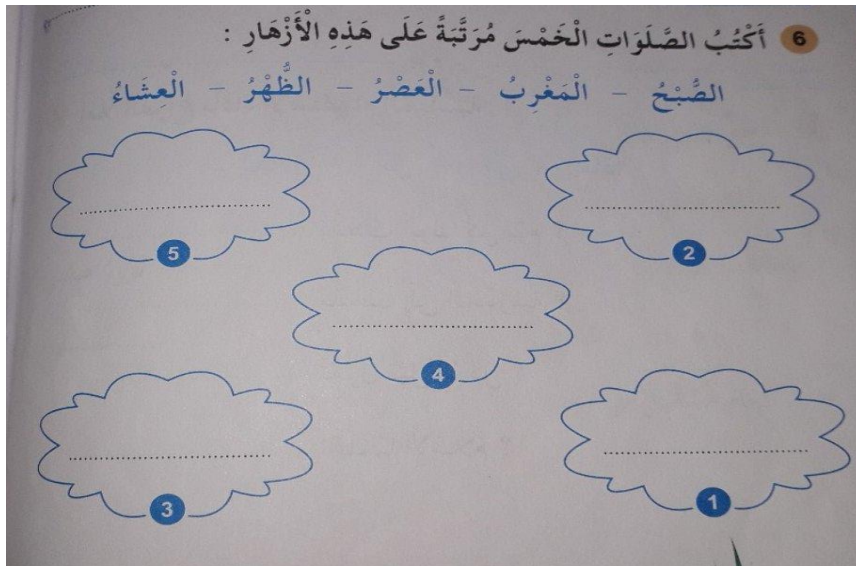 6 أَكْتُبُ الصَّلَوَاتِ الْخَمْسَ مُرَتَّبَةً عَلَى هَذِهِ الْأَزْهَارِ :
الصُّبْحُ – الْمَغْرِبُ – الْعَصْرُ – الظُّهْرُ – الْعِشَاءُ
2
5
4
1
3